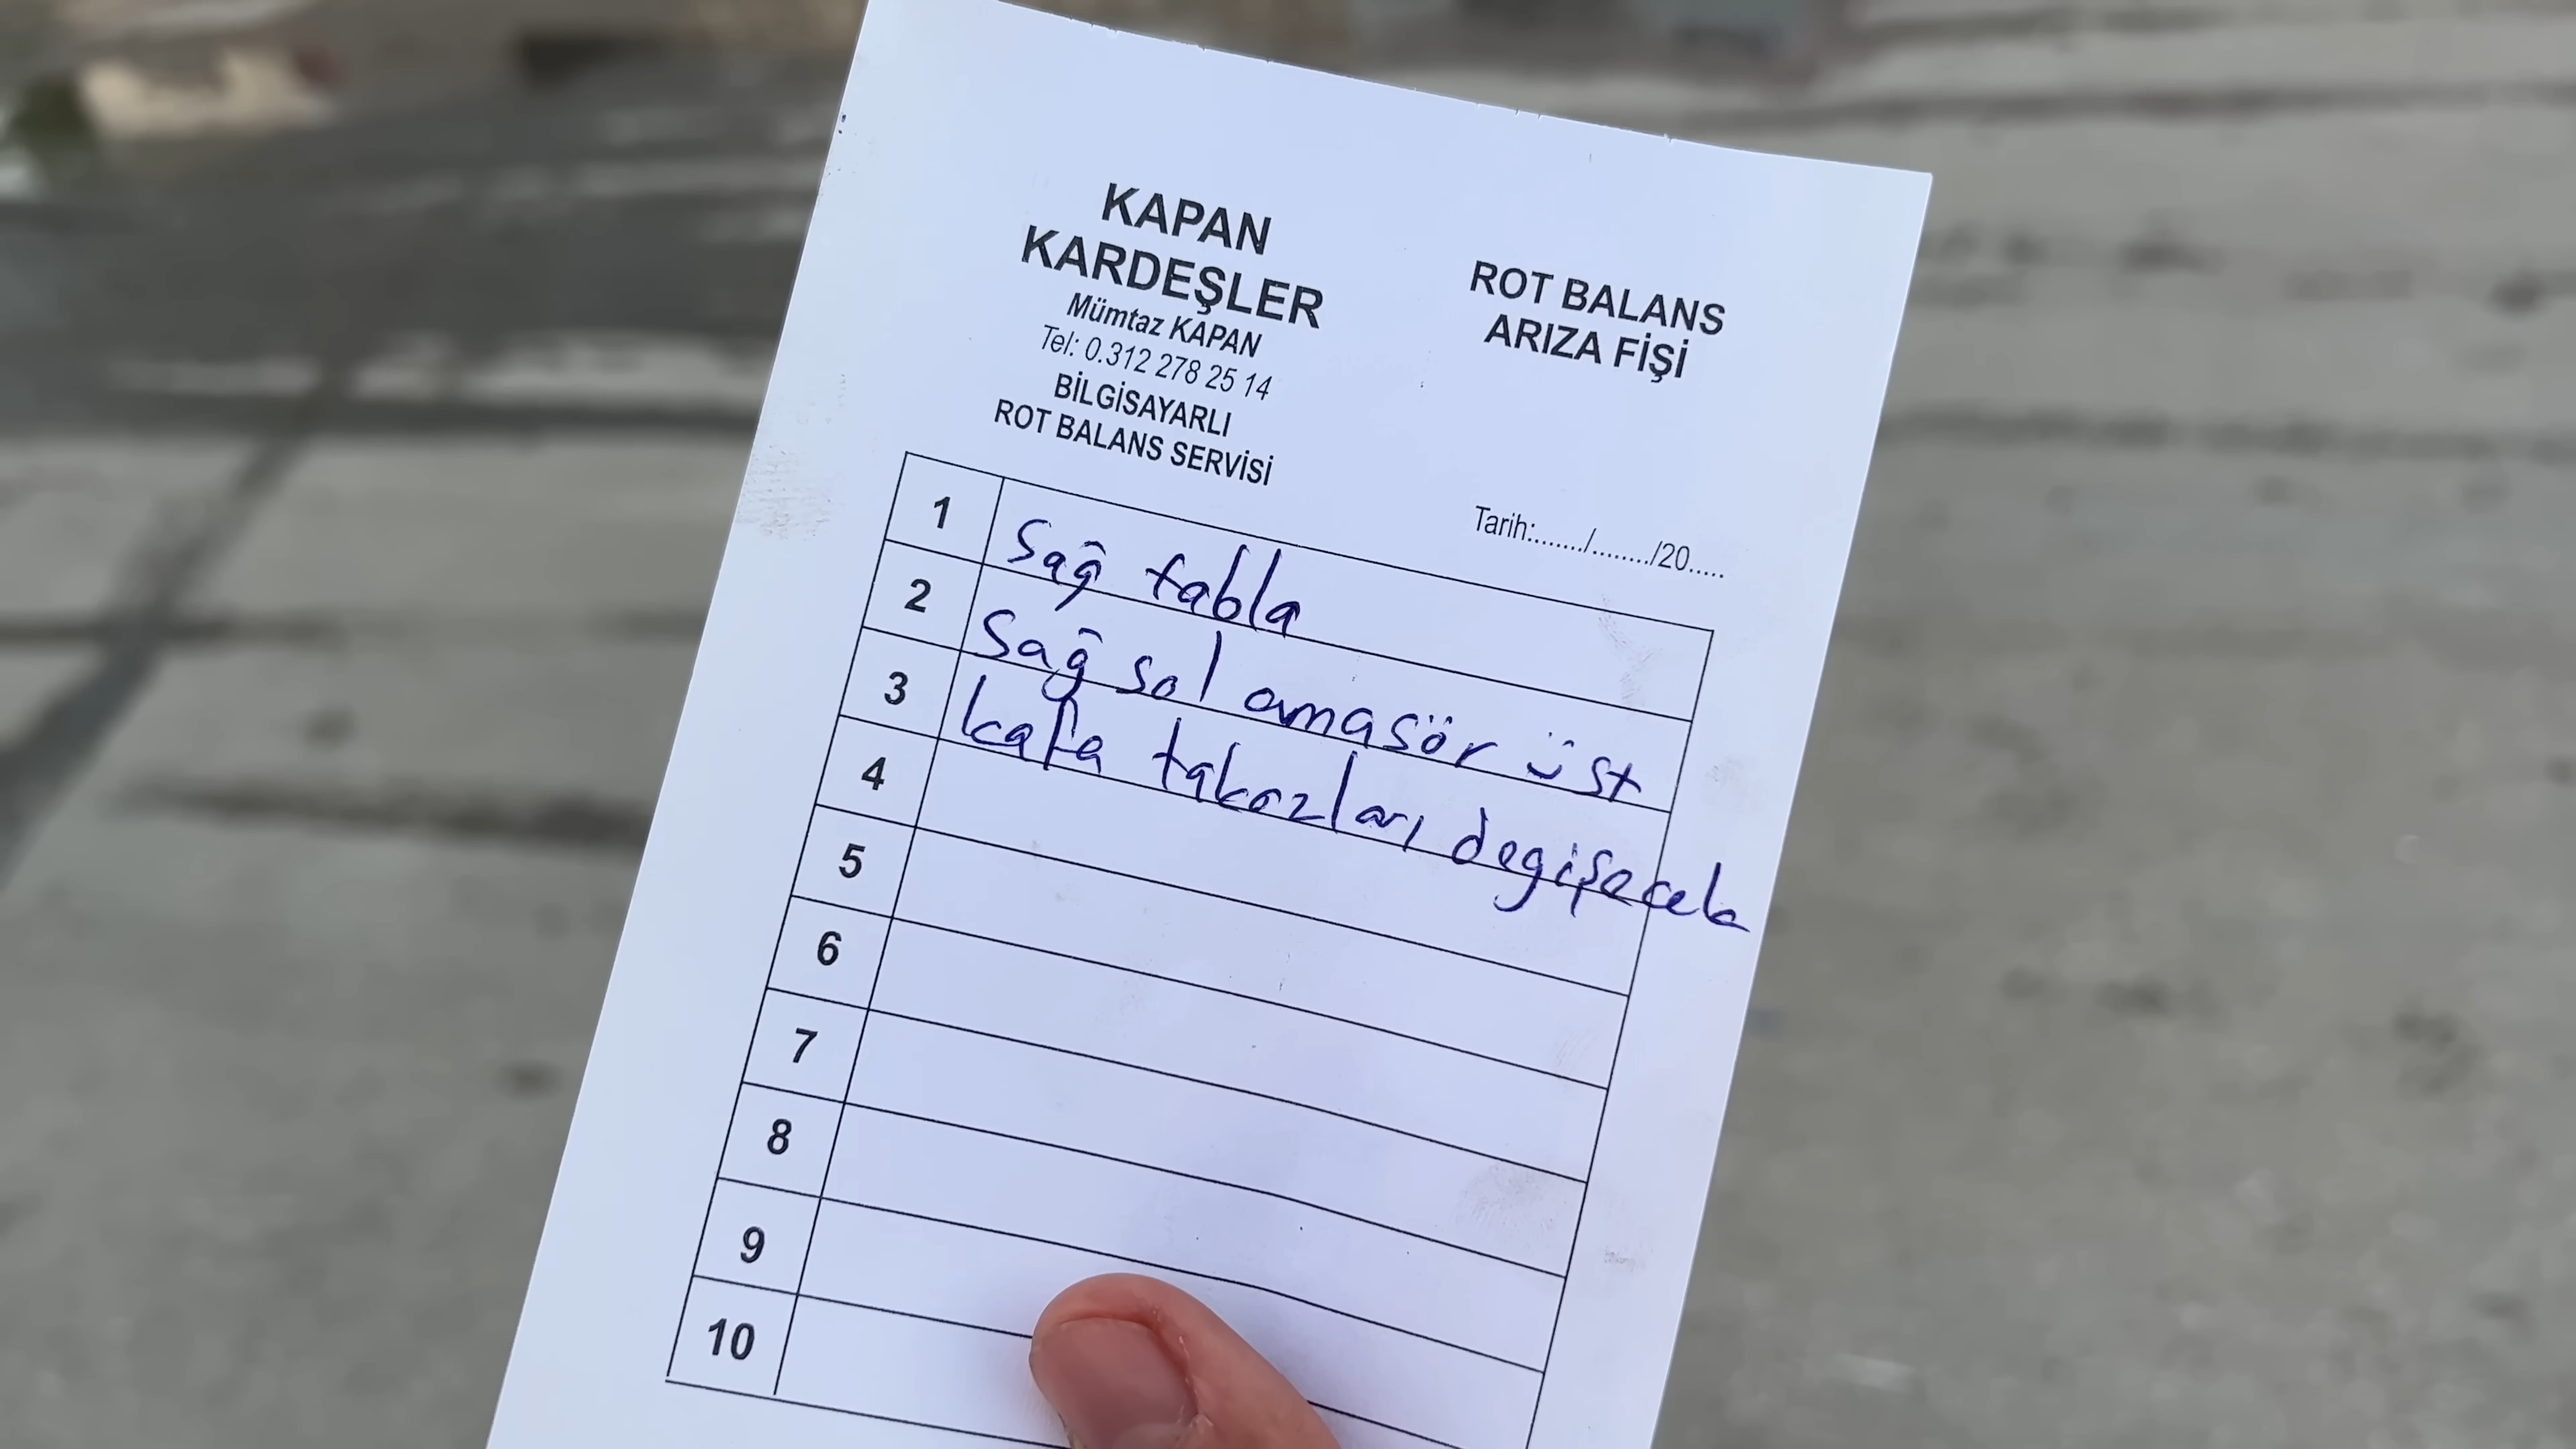 KAPAN
KARDEŞLER
Mümtaz KAPAN
Tel: 0.312 278 25 14
BİLGİSAYARLI
ROT BALANS SERVİSİ
ROT BALANS
ARIZA FİŞİ
Tarih:......./......../20.....
1 Sağ tabla
2 Sağ sol amasör üst
3 kafa takozları degişecek
4
5
6
7
8
9
10